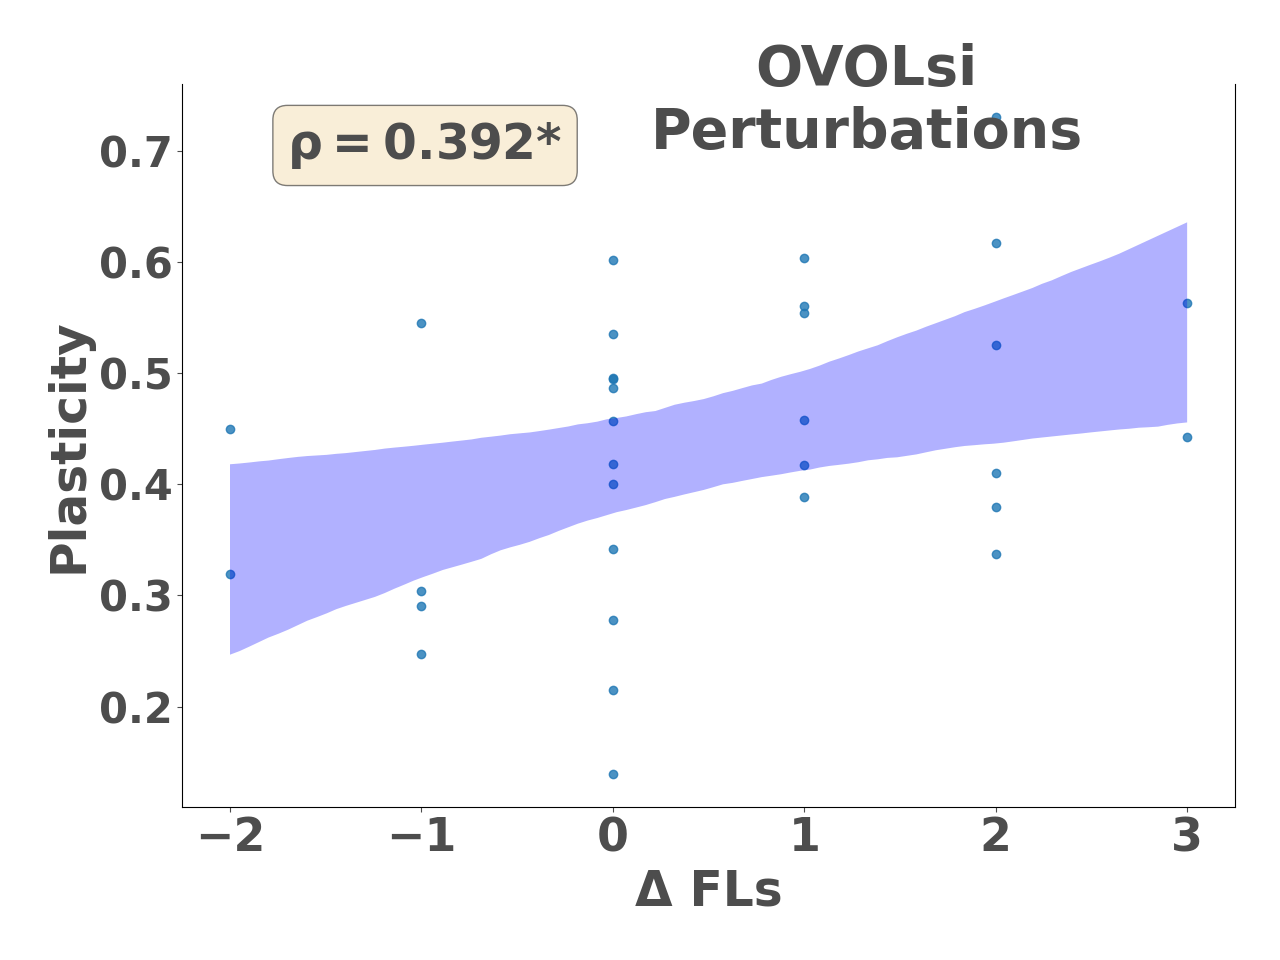 OVOLsi
Perturbations
ρ = 0.392*
Plasticity
0.7
0.6
0.5
0.4
0.3
0.2
−2 −1 0 1 2 3
Δ FLs